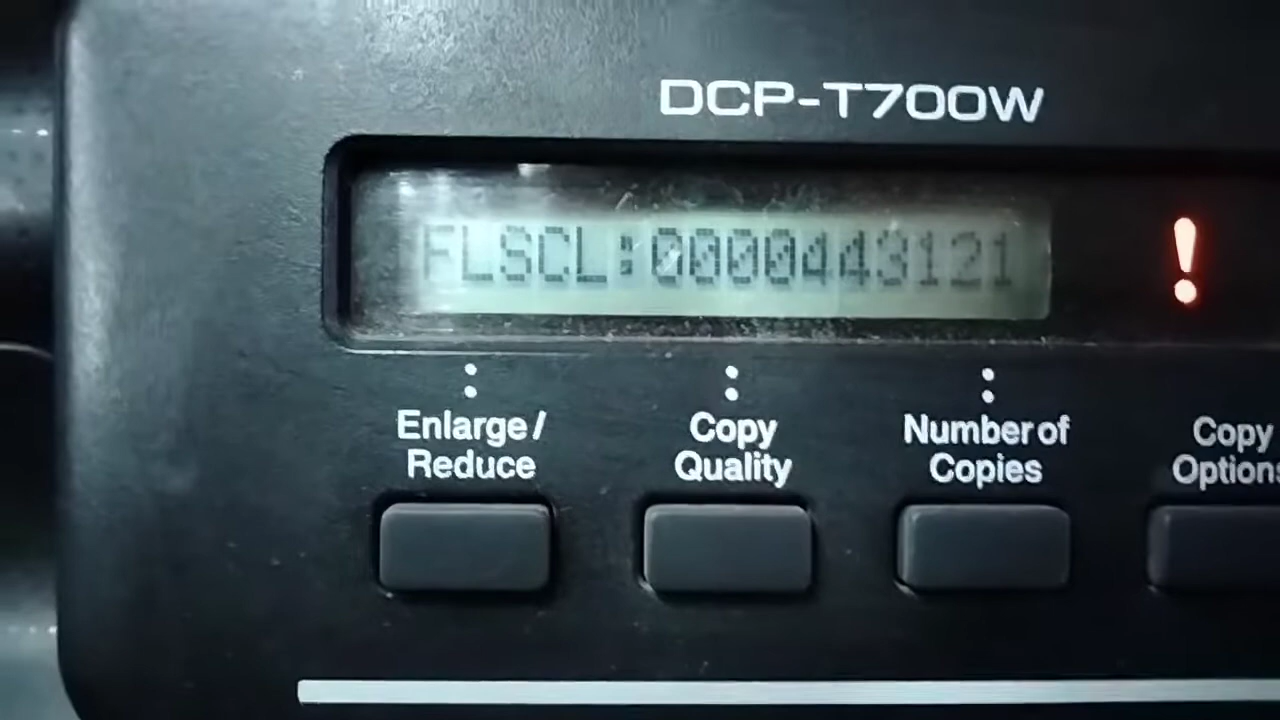 DCP-T700W
FLSCL:0000443121
!
Enlarge/
Reduce
Copy
Quality
Number of
Copies
Copy
Options